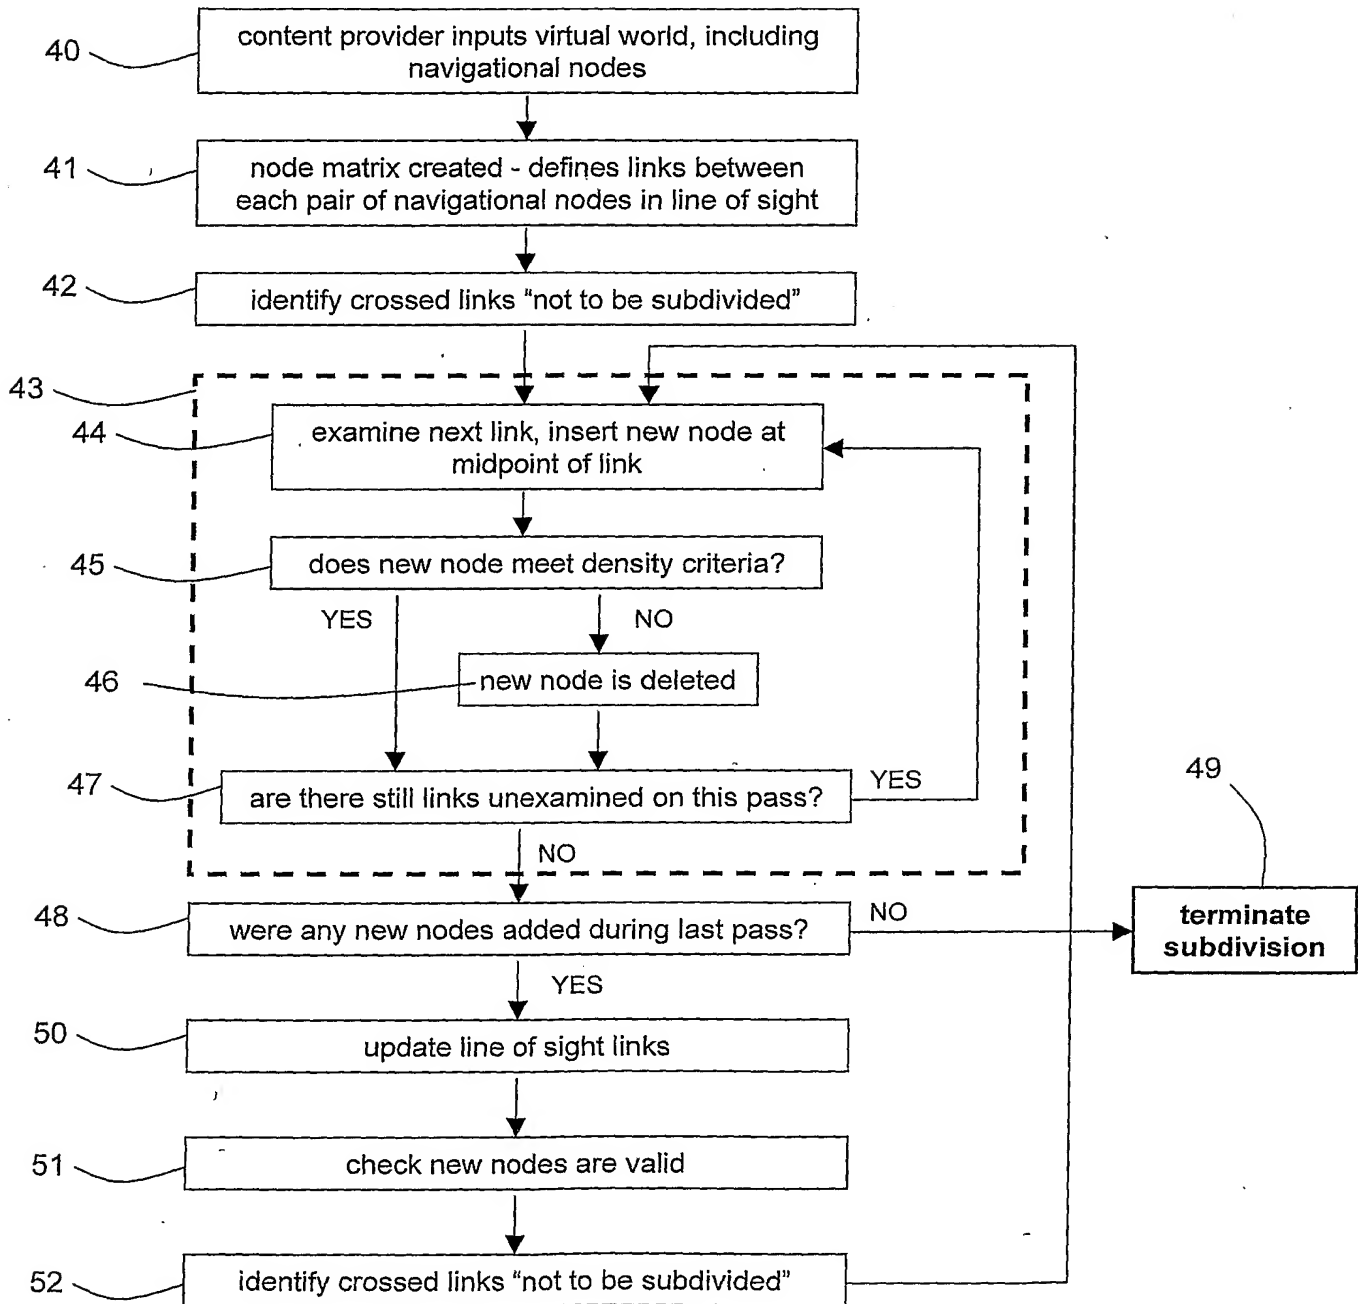 40
content provider inputs virtual world, including
navigational nodes
41
node matrix created - defines links between
each pair of navigational nodes in line of sight
42
identify crossed links “not to be subdivided”
43
44
examine next link, insert new node at
midpoint of link
45
does new node meet density criteria?
YES
NO
46
new node is deleted
47
are there still links unexamined on this pass?
YES
NO
48
were any new nodes added during last pass?
NO
49
terminate
subdivision
YES
50
update line of sight links
51
check new nodes are valid
52
identify crossed links “not to be subdivided”